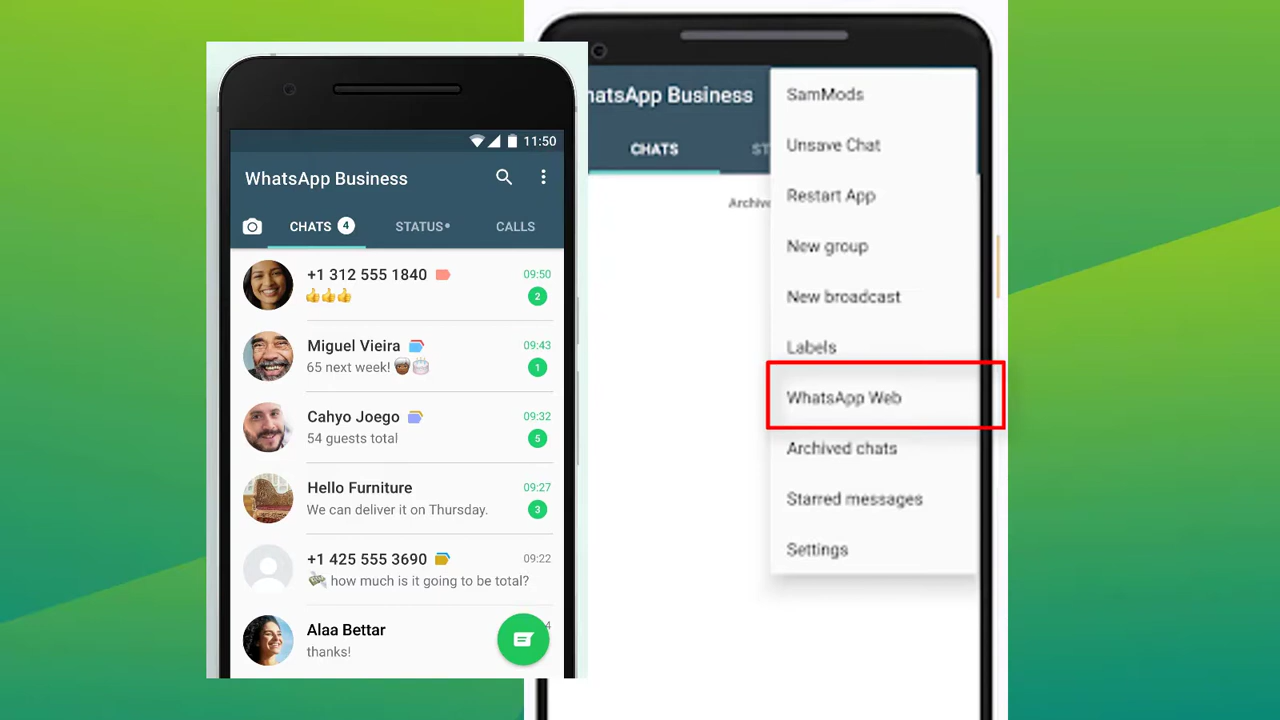 11:50
WhatsApp Business
CHATS 4 STATUS• CALLS
+1 312 555 1840 09:50
👍👍👍 2
Miguel Vieira 09:43
65 next week! 1
Cahyo Joego 09:32
54 guests total 5
Hello Furniture 09:27
We can deliver it on Thursday. 3
+1 425 555 3690 09:22
how much is it going to be total?
Alaa Bettar 4
thanks!
hatsApp Business
CHATS ST
Archive
SamMods
Unsave Chat
Restart App
New group
New broadcast
Labels
WhatsApp Web
Archived chats
Starred messages
Settings